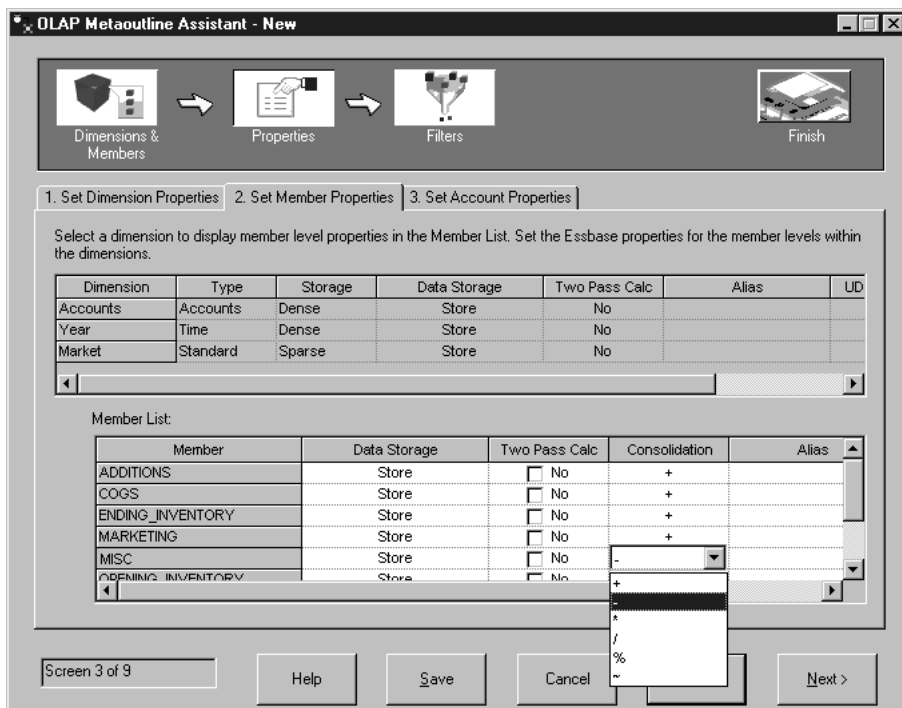 OLAP Metaoutline Assistant - New
Dimensions & Members
Properties
Filters
Finish
1. Set Dimension Properties
2. Set Member Properties
3. Set Account Properties
Select a dimension to display member level properties in the Member List. Set the Essbase properties for the member levels within
the dimensions.
Dimension Type Storage Data Storage Two Pass Calc Alias UD
Accounts Accounts Dense Store No
Year Time Dense Store No
Market Standard Sparse Store No
Member List:
Member Data Storage Two Pass Calc Consolidation Alias
ADDITIONS Store No +
COGS Store No +
ENDING_INVENTORY Store No +
MARKETING Store No +
MISC Store No -
OPENING_INVENTORY Store No
+
-
*
/
%
~
Screen 3 of 9
Help
Save
Cancel
Next >